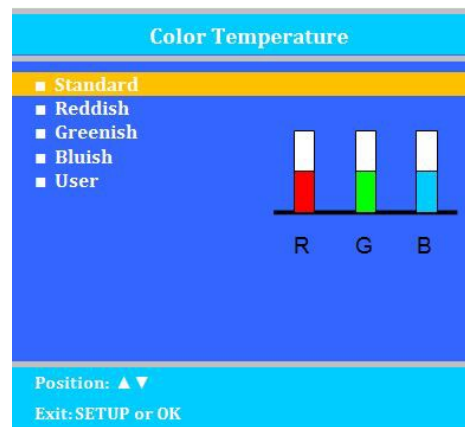 Color Temperature
■ Standard
■ Reddish
■ Greenish
■ Bluish
■ User
R G B
Position: ▲▼
Exit: SETUP or OK